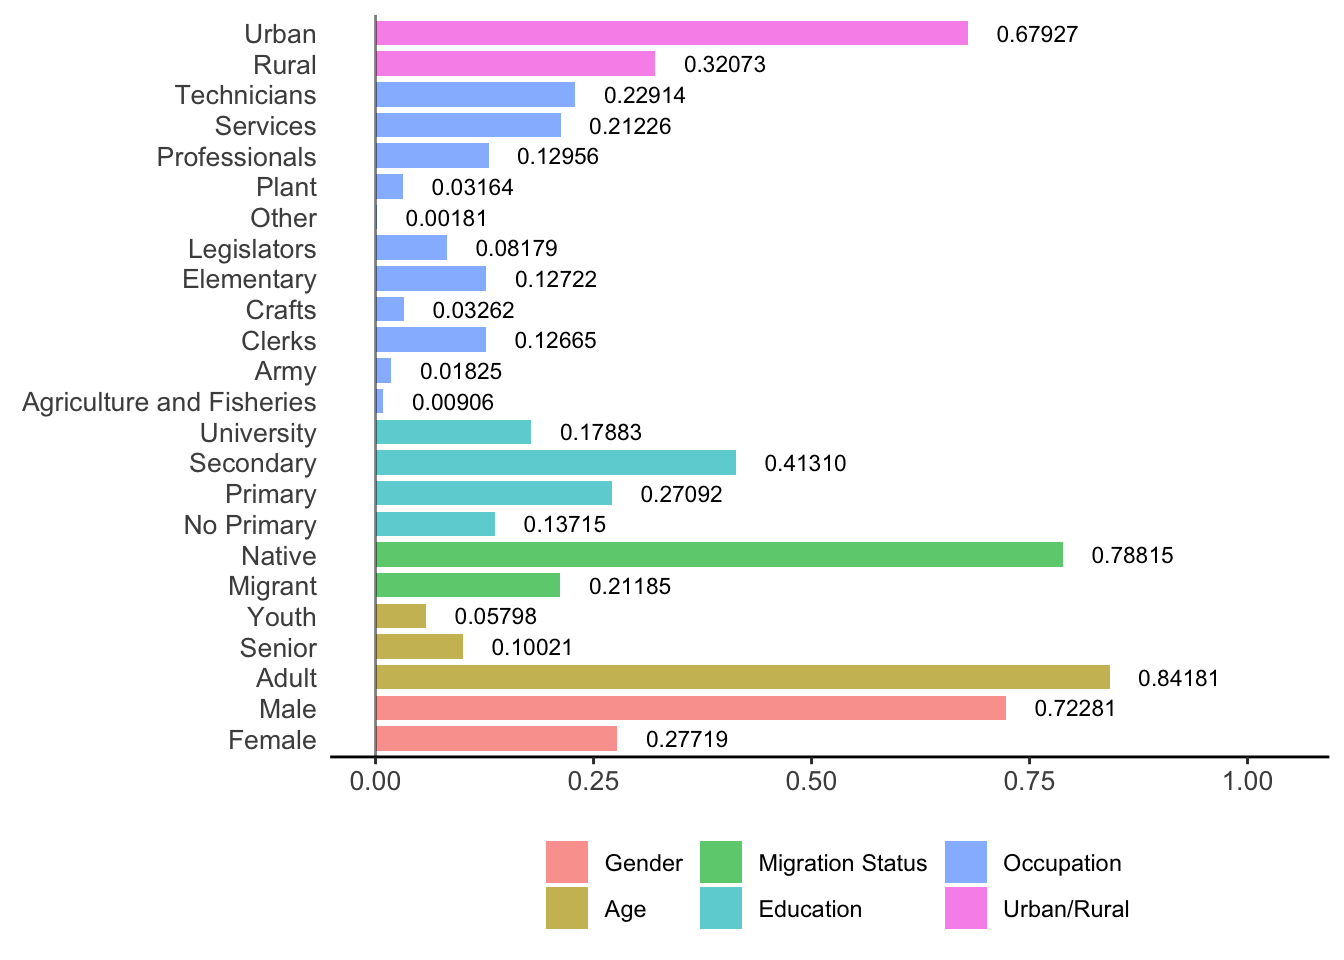 Urban 0.67927
Rural 0.32073
Technicians 0.22914
Services 0.21226
Professionals 0.12956
Plant 0.03164
Other 0.00181
Legislators 0.08179
Elementary 0.12722
Crafts 0.03262
Clerks 0.12665
Army 0.01825
Agriculture and Fisheries 0.00906
University 0.17883
Secondary 0.41310
Primary 0.27092
No Primary 0.13715
Native 0.78815
Migrant 0.21185
Youth 0.05798
Senior 0.10021
Adult 0.84181
Male 0.72281
Female 0.27719
0.00 0.25 0.50 0.75 1.00
Gender Migration Status Occupation
Age Education Urban/Rural